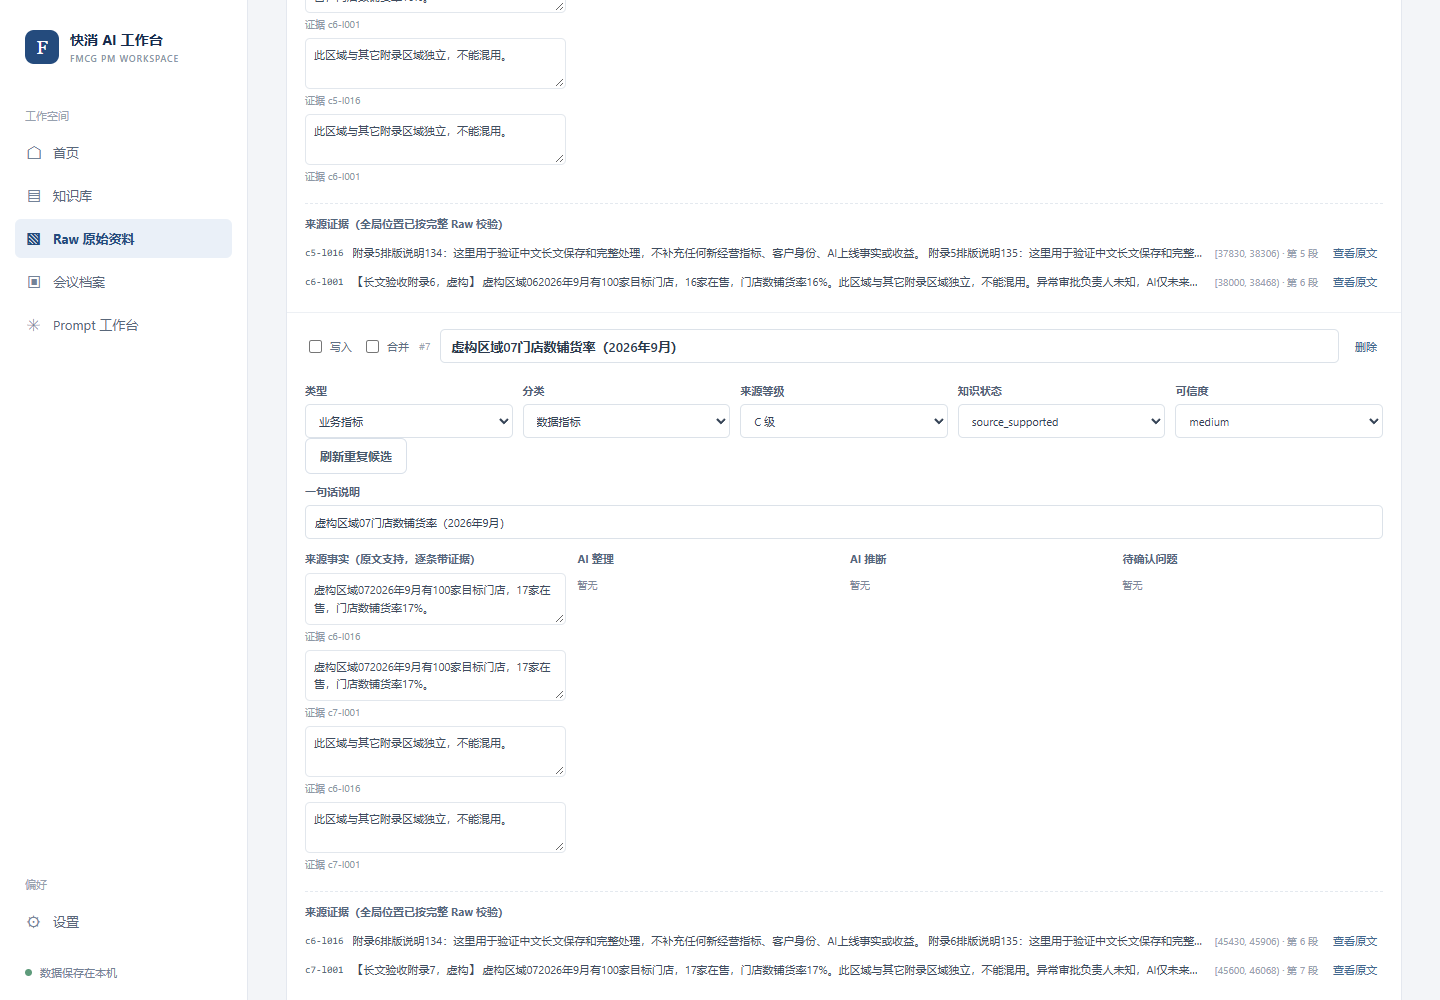 F
快消 AI 工作台
FMCG PM WORKSPACE
工作空间
首页
知识库
Raw 原始资料
会议档案
Prompt 工作台
偏好
设置
数据保存在本机
证据 c6-l001
此区域与其它附录区域独立，不能混用。
证据 c5-l016
此区域与其它附录区域独立，不能混用。
证据 c6-l001
来源证据（全局位置已按完整 Raw 校验）
c5-l016 附录5排版说明134：这里用于验证中文长文保存和完整处理，不补充任何新经营指标、客户身份、AI上线事实或收益。 附录5排版说明135：这里用于验证中文长文保存和完整... [37830, 38306) · 第 5 段 查看原文
c6-l001 【长文验收附录6，虚构】 虚构区域062026年9月有100家目标门店，16家在售，门店数铺货率16%。此区域与其它附录区域独立，不能混用。异常审批负责人未知，AI仅未来... [38000, 38468) · 第 6 段 查看原文
写入 合并 #7 虚构区域07门店数铺货率（2026年9月） 删除
类型 分类 来源等级 知识状态 可信度
业务指标 数据指标 C 级 source_supported medium
刷新重复候选
一句话说明
虚构区域07门店数铺货率（2026年9月）
来源事实（原文支持，逐条带证据） AI 整理 AI 推断 待确认问题
暂无 暂无 暂无
虚构区域072026年9月有100家目标门店，17家在
售，门店数铺货率17%。
证据 c6-l016
虚构区域072026年9月有100家目标门店，17家在
售，门店数铺货率17%。
证据 c7-l001
此区域与其它附录区域独立，不能混用。
证据 c6-l016
此区域与其它附录区域独立，不能混用。
证据 c7-l001
来源证据（全局位置已按完整 Raw 校验）
c6-l016 附录6排版说明134：这里用于验证中文长文保存和完整处理，不补充任何新经营指标、客户身份、AI上线事实或收益。 附录6排版说明135：这里用于验证中文长文保存和完整... [45430, 45906) · 第 6 段 查看原文
c7-l001 【长文验收附录7，虚构】 虚构区域072026年9月有100家目标门店，17家在售，门店数铺货率17%。此区域与其它附录区域独立，不能混用。异常审批负责人未知，AI仅未来... [45600, 46068) · 第 7 段 查看原文